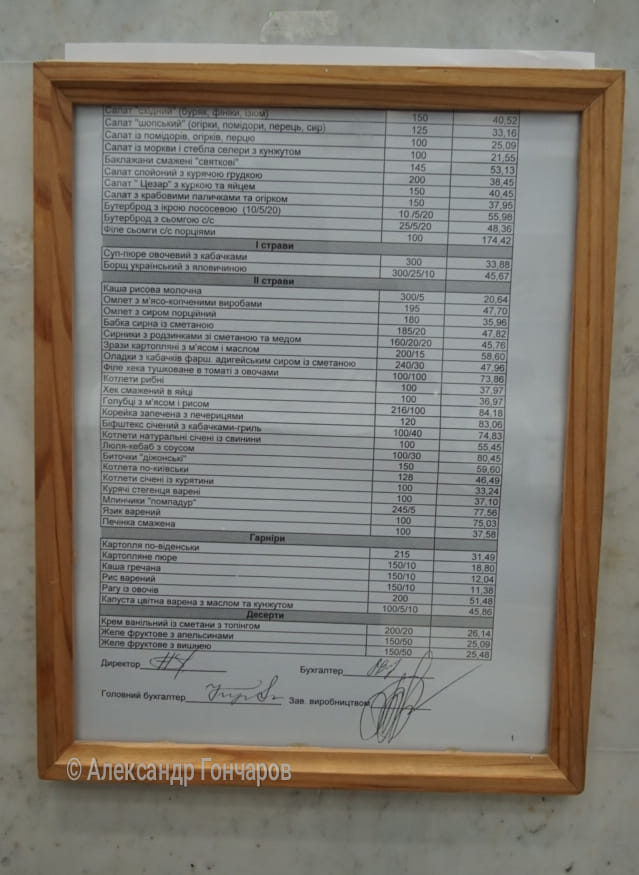 Салат "східний" (буряк, фініки, ізюм) 150 40,52
Салат "шопський" (огірки, помідори, перець, сир) 125 33,16
Салат із помідорів, огірків, перцю 100 25,09
Салат із моркви і стебла селери з кунжутом 100 21,55
Баклажани смажені "святкові" 145 53,13
Салат спойоний з курячою грудкою 200 38,45
Салат " Цезар" з куркою та яйцем 150 40,45
Салат з крабовими паличками та огірком 150 37,95
Бутерброд з ікрою лососевою (10/5/20) 10 /5/20 55,98
Бутерброд з сьомгою с/с 25/5/20 48,36
Філе сьомги с/с порціями 100 174,42
І страви
Суп-пюре овочевий з кабачками 300 33,88
Борщ український з яловичиною 300/25/10 45,67
ІІ страви
Каша рисова молочна 300/5 20,64
Омлет з м'ясо-копченими виробами 195 47,70
Омлет з сиром порційний 180 35,96
Бабка сирна із сметаною 185/20 47,82
Сирники з родзинками зі сметаною та медом 160/20/20 45,76
Зрази картопляні з м'ясом і маслом 200/15 58,60
Оладки з кабачків фарш. адигейським сиром із сметаною 240/30 47,96
Філе хека тушковане в томаті з овочами 100/100 73,86
Котлети рибні 100 37,97
Хек смажений в яйці 100 36,97
Голубці з м'ясом і рисом 216/100 84,18
Корейка запечена з печерицями 120 83,06
Біфштекс січений з кабачками-гриль 100/40 74,83
Котлети натуральні січені із свинини 100 55,45
Люля-кебаб з соусом 100/30 80,45
Биточки "діжонські" 150 59,60
Котлета по-київськи 128 46,49
Котлети січені із курятини 100 33,24
Курячі стегенця варені 100 37,10
Млинчики "помпадур" 245/5 77,56
Язик варений 100 75,03
Печінка смажена 100 37,58
Гарніри
Картопля по-віденськи 215 31,49
Картопляне пюре 150/10 18,80
Каша гречана 150/10 12,04
Рис варений 150/10 11,38
Рагу із овочів 200 51,48
Капуста цвітна варена з маслом та кунжутом 100/5/10 45,86
Десерти
Крем ванільний із сметани з топінгом 200/20 26,14
Желе фруктове з апельсинами 150/50 25,09
Желе фруктове з вишнею 150/50 25,48
Директор Бухгалтер
Головний бухгалтер Зав. виробництвом
1
© Александр Гончаров